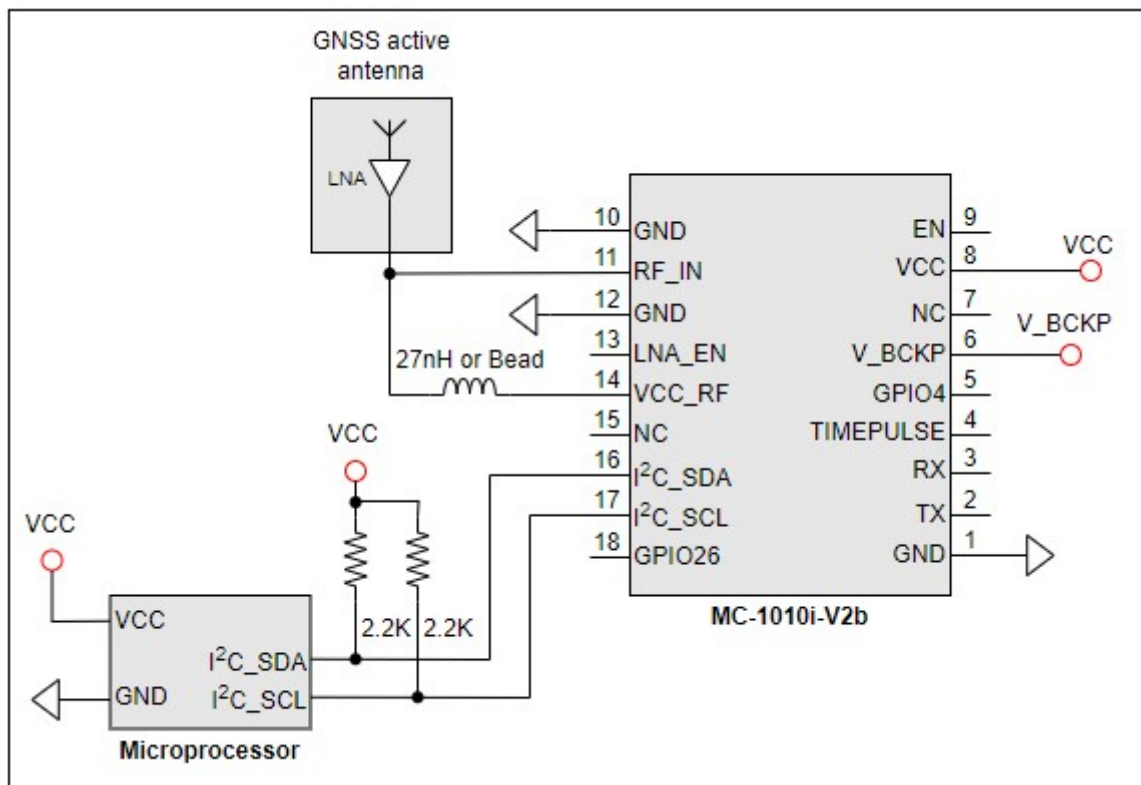 GNSS active
antenna
LNA
10
GND
11
RF_IN
12
GND
13
LNA_EN
27nH or Bead
14
VCC_RF
15
NC
16
I²C_SDA
17
I²C_SCL
18
GPIO26
EN
9
VCC
8
VCC
NC
7
V_BCKP
V_BCKP
6
GPIO4
5
TIMEPULSE
4
RX
3
TX
2
GND
1
MC-1010i-V2b
VCC
VCC
2.2K
2.2K
VCC
I²C_SDA
GND
I²C_SCL
Microprocessor